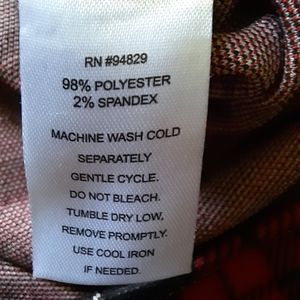 RN #94829
98% POLYESTER
2% SPANDEX
MACHINE WASH COLD
SEPARATELY
GENTLE CYCLE.
DO NOT BLEACH.
TUMBLE DRY LOW,
REMOVE PROMPTLY.
USE COOL IRON
IF NEEDED.